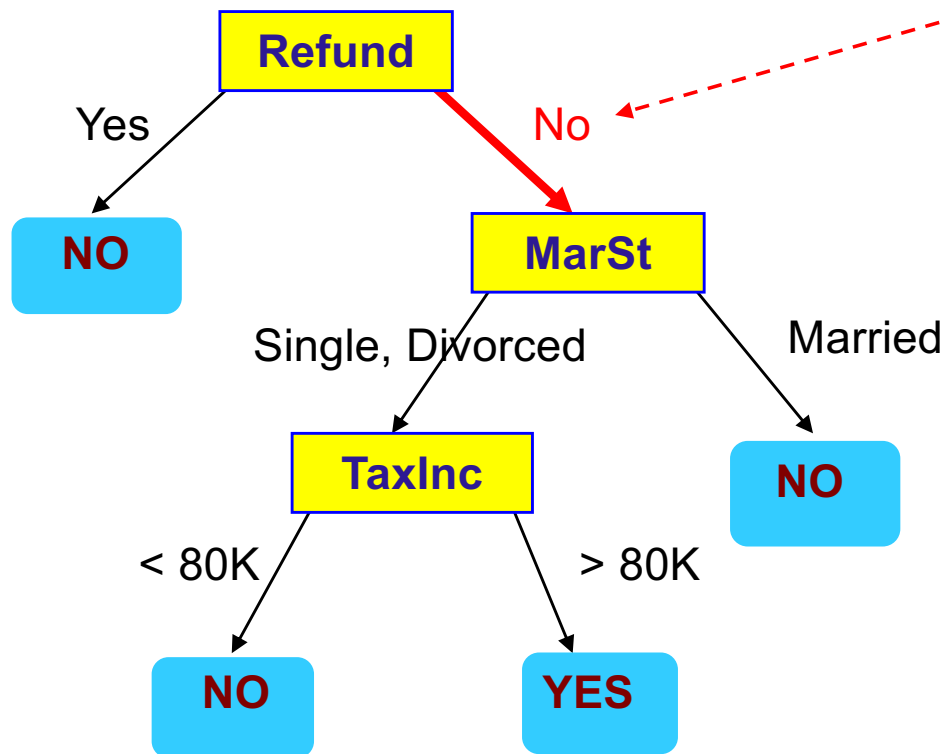 Refund
Yes
No
NO
MarSt
Single, Divorced
Married
TaxInc
NO
< 80K
> 80K
NO
YES